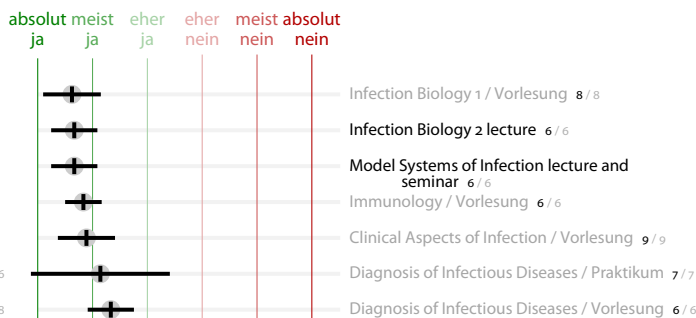 absolut meist eher eher meist absolut
ja ja ja nein nein nein
Infection Biology 1 / Vorlesung 8 / 8
Infection Biology 2 lecture 6 / 6
Model Systems of Infection lecture and
seminar 6 / 6
Immunology / Vorlesung 6 / 6
Clinical Aspects of Infection / Vorlesung 9 / 9
6 Diagnosis of Infectious Diseases / Praktikum 7 / 7
8 Diagnosis of Infectious Diseases / Vorlesung 6 / 6